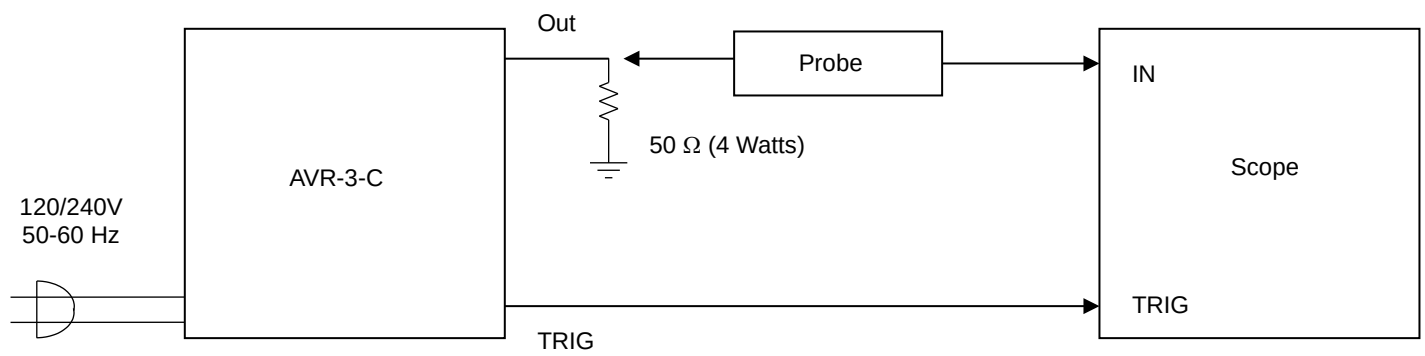 Out
Probe
IN
50 Ω (4 Watts)
AVR-3-C
Scope
120/240V
50-60 Hz
TRIG
TRIG